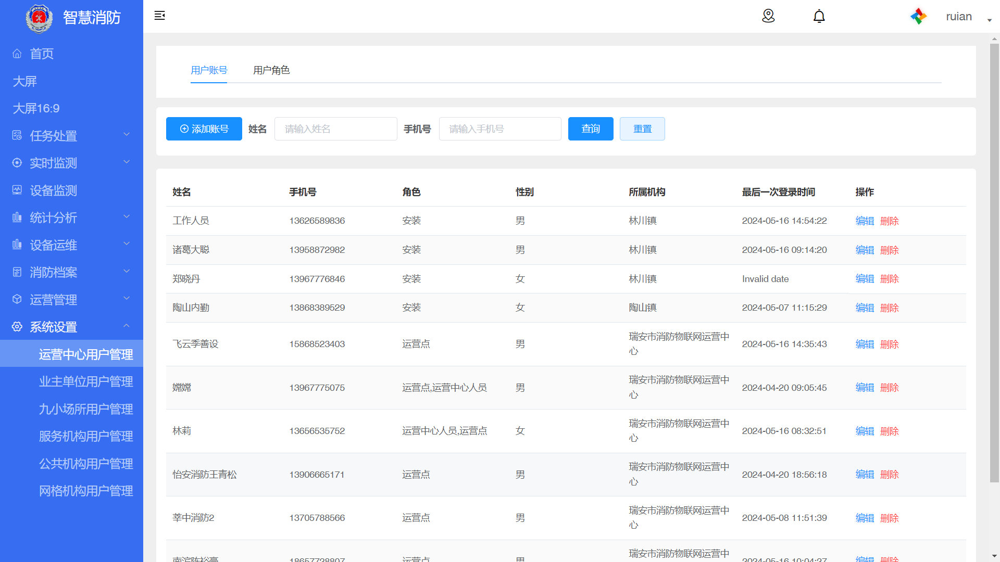 智慧消防
ruian
首页
大屏
大屏16:9
任务处置
实时监测
设备监测
统计分析
设备运维
消防档案
运营管理
系统设置
运营中心用户管理
业主单位用户管理
九小场所用户管理
服务机构用户管理
公共机构用户管理
网格机构用户管理
用户账号 用户角色
添加账号 姓名 请输入姓名 手机号 请输入手机号 查询 重置
姓名 手机号 角色 性别 所属机构 最后一次登录时间 操作
工作人员 13626589836 安装 男 林川镇 2024-05-16 14:54:22 编辑 删除
诸葛大聪 13958872982 安装 男 林川镇 2024-05-16 09:14:20 编辑 删除
郑晓丹 13967776846 安装 女 林川镇 Invalid date 编辑 删除
陶山内勤 13868389529 安装 女 陶山镇 2024-05-07 11:15:29 编辑 删除
飞云季善设 15868523403 运营点 男 瑞安市消防物联网运营中
心 2024-05-16 14:35:43 编辑 删除
嫦嫦 13967775075 运营点,运营中心人员 男 瑞安市消防物联网运营中
心 2024-04-20 09:05:45 编辑 删除
林莉 13656535752 运营中心人员,运营点 女 瑞安市消防物联网运营中
心 2024-05-16 08:32:51 编辑 删除
怡安消防王青松 13906665171 运营点 男 瑞安市消防物联网运营中
心 2024-04-20 18:56:18 编辑 删除
莘中消防2 13705788566 运营点 男 瑞安市消防物联网运营中
心 2024-05-08 11:51:39 编辑 删除
南滨陈裕豪 18657728807 运营点 男 瑞安市消防物联网运营中
2024-05-16 10:04:27 编辑 删除